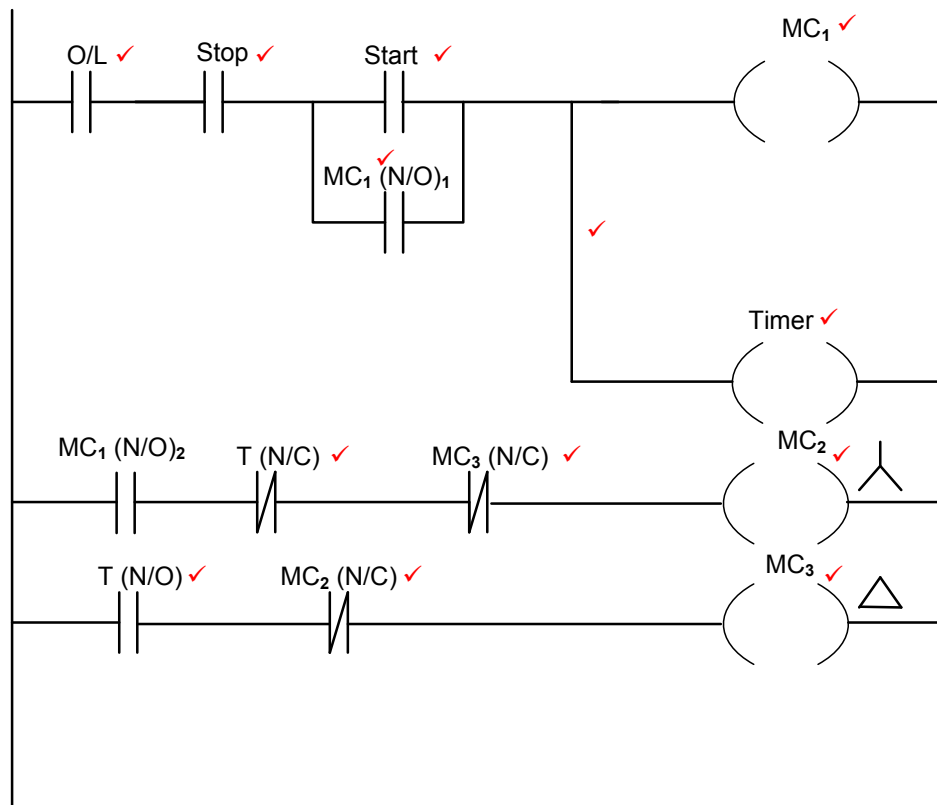 MC₁
O/L Stop Start
MC₁ (N/O)₁
Timer
MC₁ (N/O)₂ T (N/C) MC₃ (N/C) MC₂
T (N/O) MC₂ (N/C) MC₃